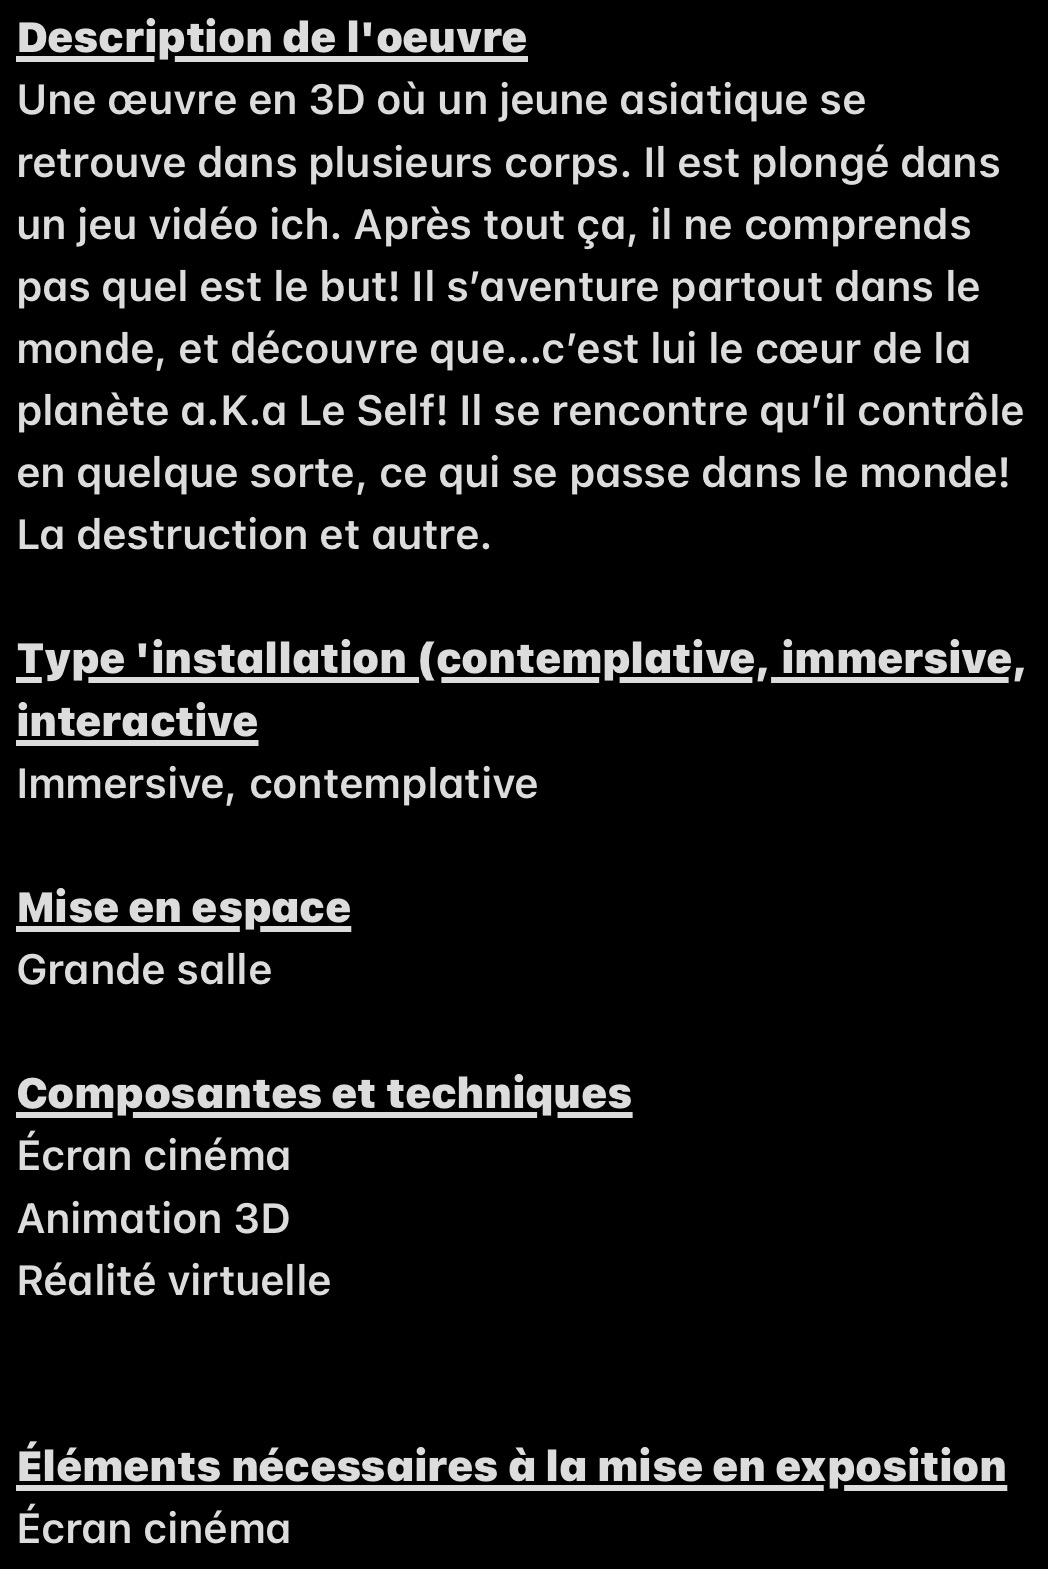 Description de l'oeuvre
Une œuvre en 3D où un jeune asiatique se
retrouve dans plusieurs corps. Il est plongé dans
un jeu vidéo ich. Après tout ça, il ne comprends
pas quel est le but! Il s’aventure partout dans le
monde, et découvre que...c’est lui le cœur de la
planète a.K.a Le Self! Il se rencontre qu’il contrôle
en quelque sorte, ce qui se passe dans le monde!
La destruction et autre.
Type 'installation (contemplative, immersive,
interactive
Immersive, contemplative
Mise en espace
Grande salle
Composantes et techniques
Écran cinéma
Animation 3D
Réalité virtuelle
Éléments nécessaires à la mise en exposition
Écran cinéma